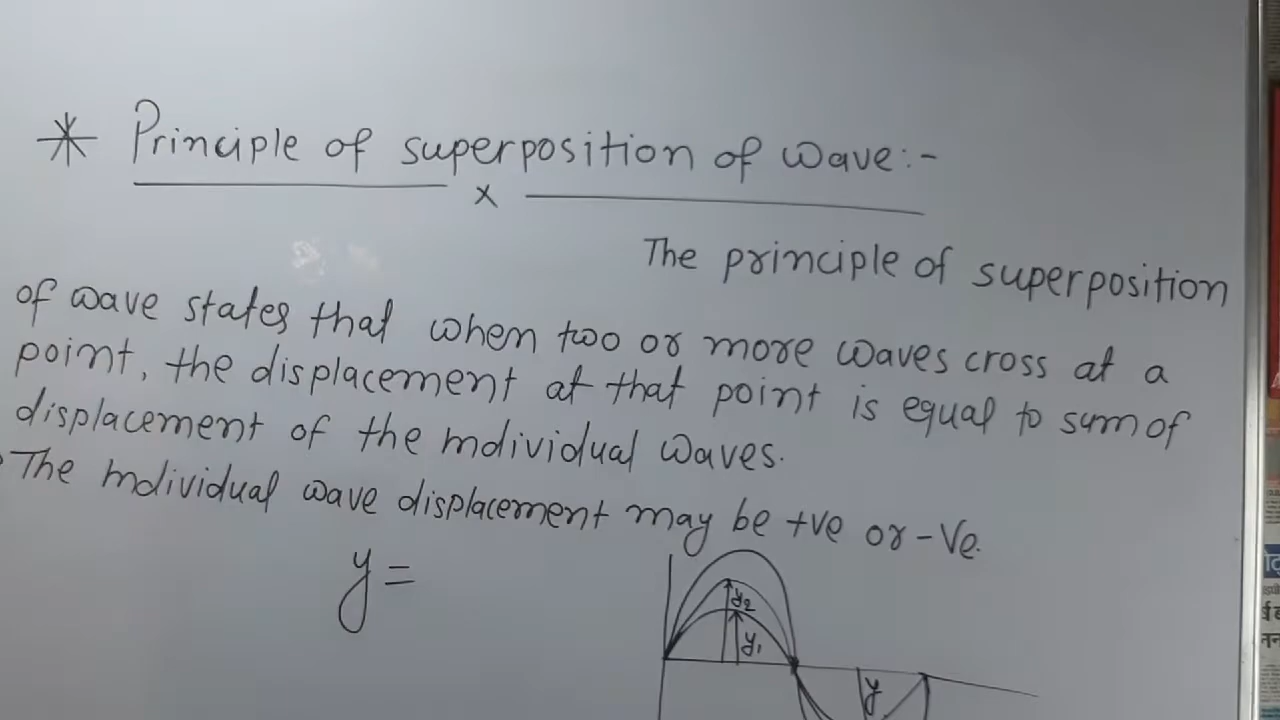 * Principle of superposition of wave:-
x
The principle of superposition
of wave states that when two or more waves cross at a
point, the displacement at that point is equal to sum of
displacement of the individual waves.
The individual wave displacement may be +ve or -ve.
y =
y2
y1
y